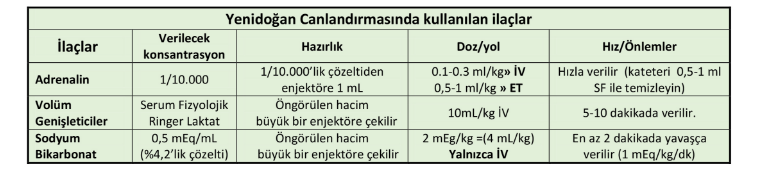 Yenidoğan Canlandırmasında kullanılan ilaçlar
İlaçlar
Verilecek
konsantrasyon
Hazırlık
Doz/yol
Hız/Önlemler
Adrenalin
1/10.000
1/10.000'lik çözeltiden
enjektöre 1 mL
0.1-0.3 ml/kg» İV
0,5-1 ml/kg » ET
Hızla verilir (kateteri 0,5-1 ml
SF ile temizleyin)
Volüm
Genişleticiler
Serum Fizyolojik
Ringer Laktat
Öngörülen hacim
büyük bir enjektöre çekilir
10mL/kg İV
5-10 dakikada verilir.
Sodyum
Bikarbonat
0,5 mEq/mL
(%4,2'lik çözelti)
Öngörülen hacim
büyük bir enjektöre çekilir
2 mEg/kg =(4 mL/kg)
Yalnızca İV
En az 2 dakikada yavaşça
verilir (1 mEq/kg/dk)